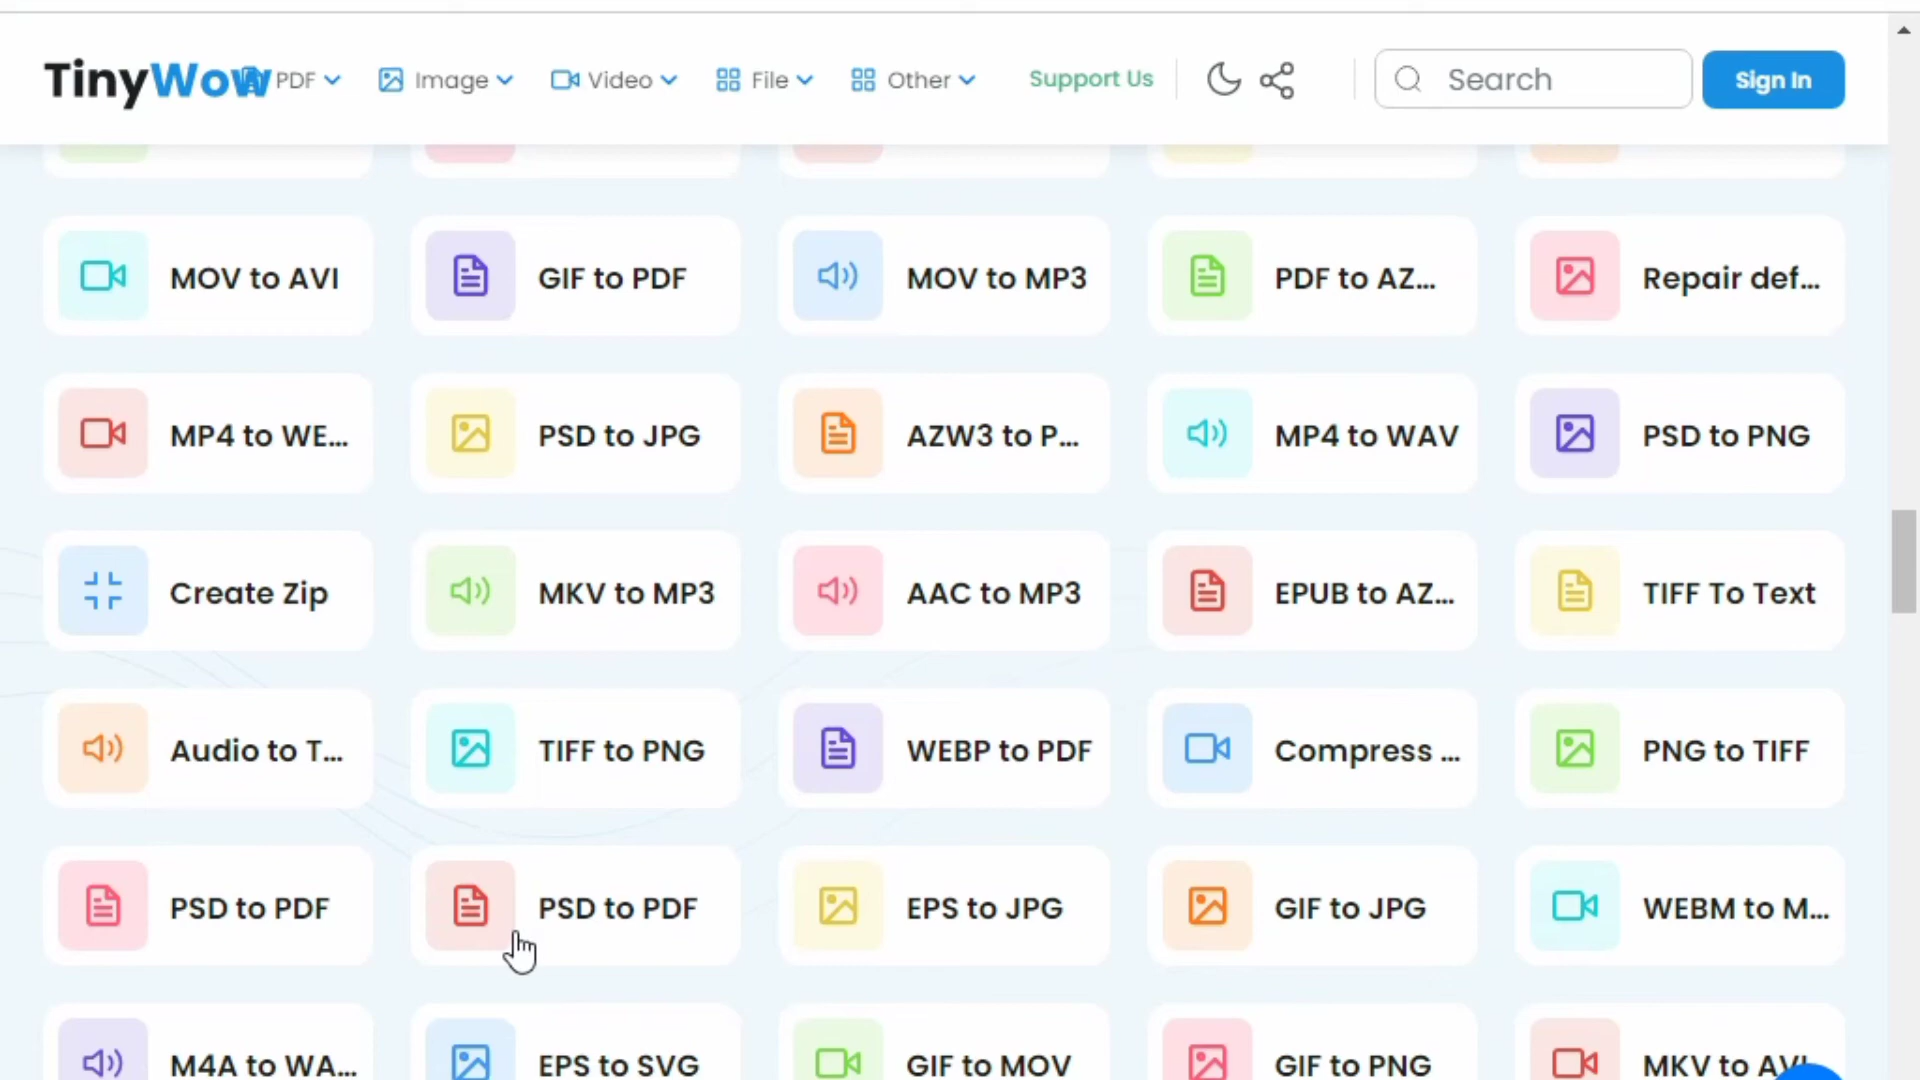 TinyWow PDF Image Video File Other Support Us Search Sign In
MOV to AVI GIF to PDF MOV to MP3 PDF to AZ... Repair def...
MP4 to WE... PSD to JPG AZW3 to P... MP4 to WAV PSD to PNG
Create Zip MKV to MP3 AAC to MP3 EPUB to AZ... TIFF To Text
Audio to T... TIFF to PNG WEBP to PDF Compress ... PNG to TIFF
PSD to PDF PSD to PDF EPS to JPG GIF to JPG WEBM to M...
M4A to WA... EPS to SVG GIF to MOV GIF to PNG MKV to AVI